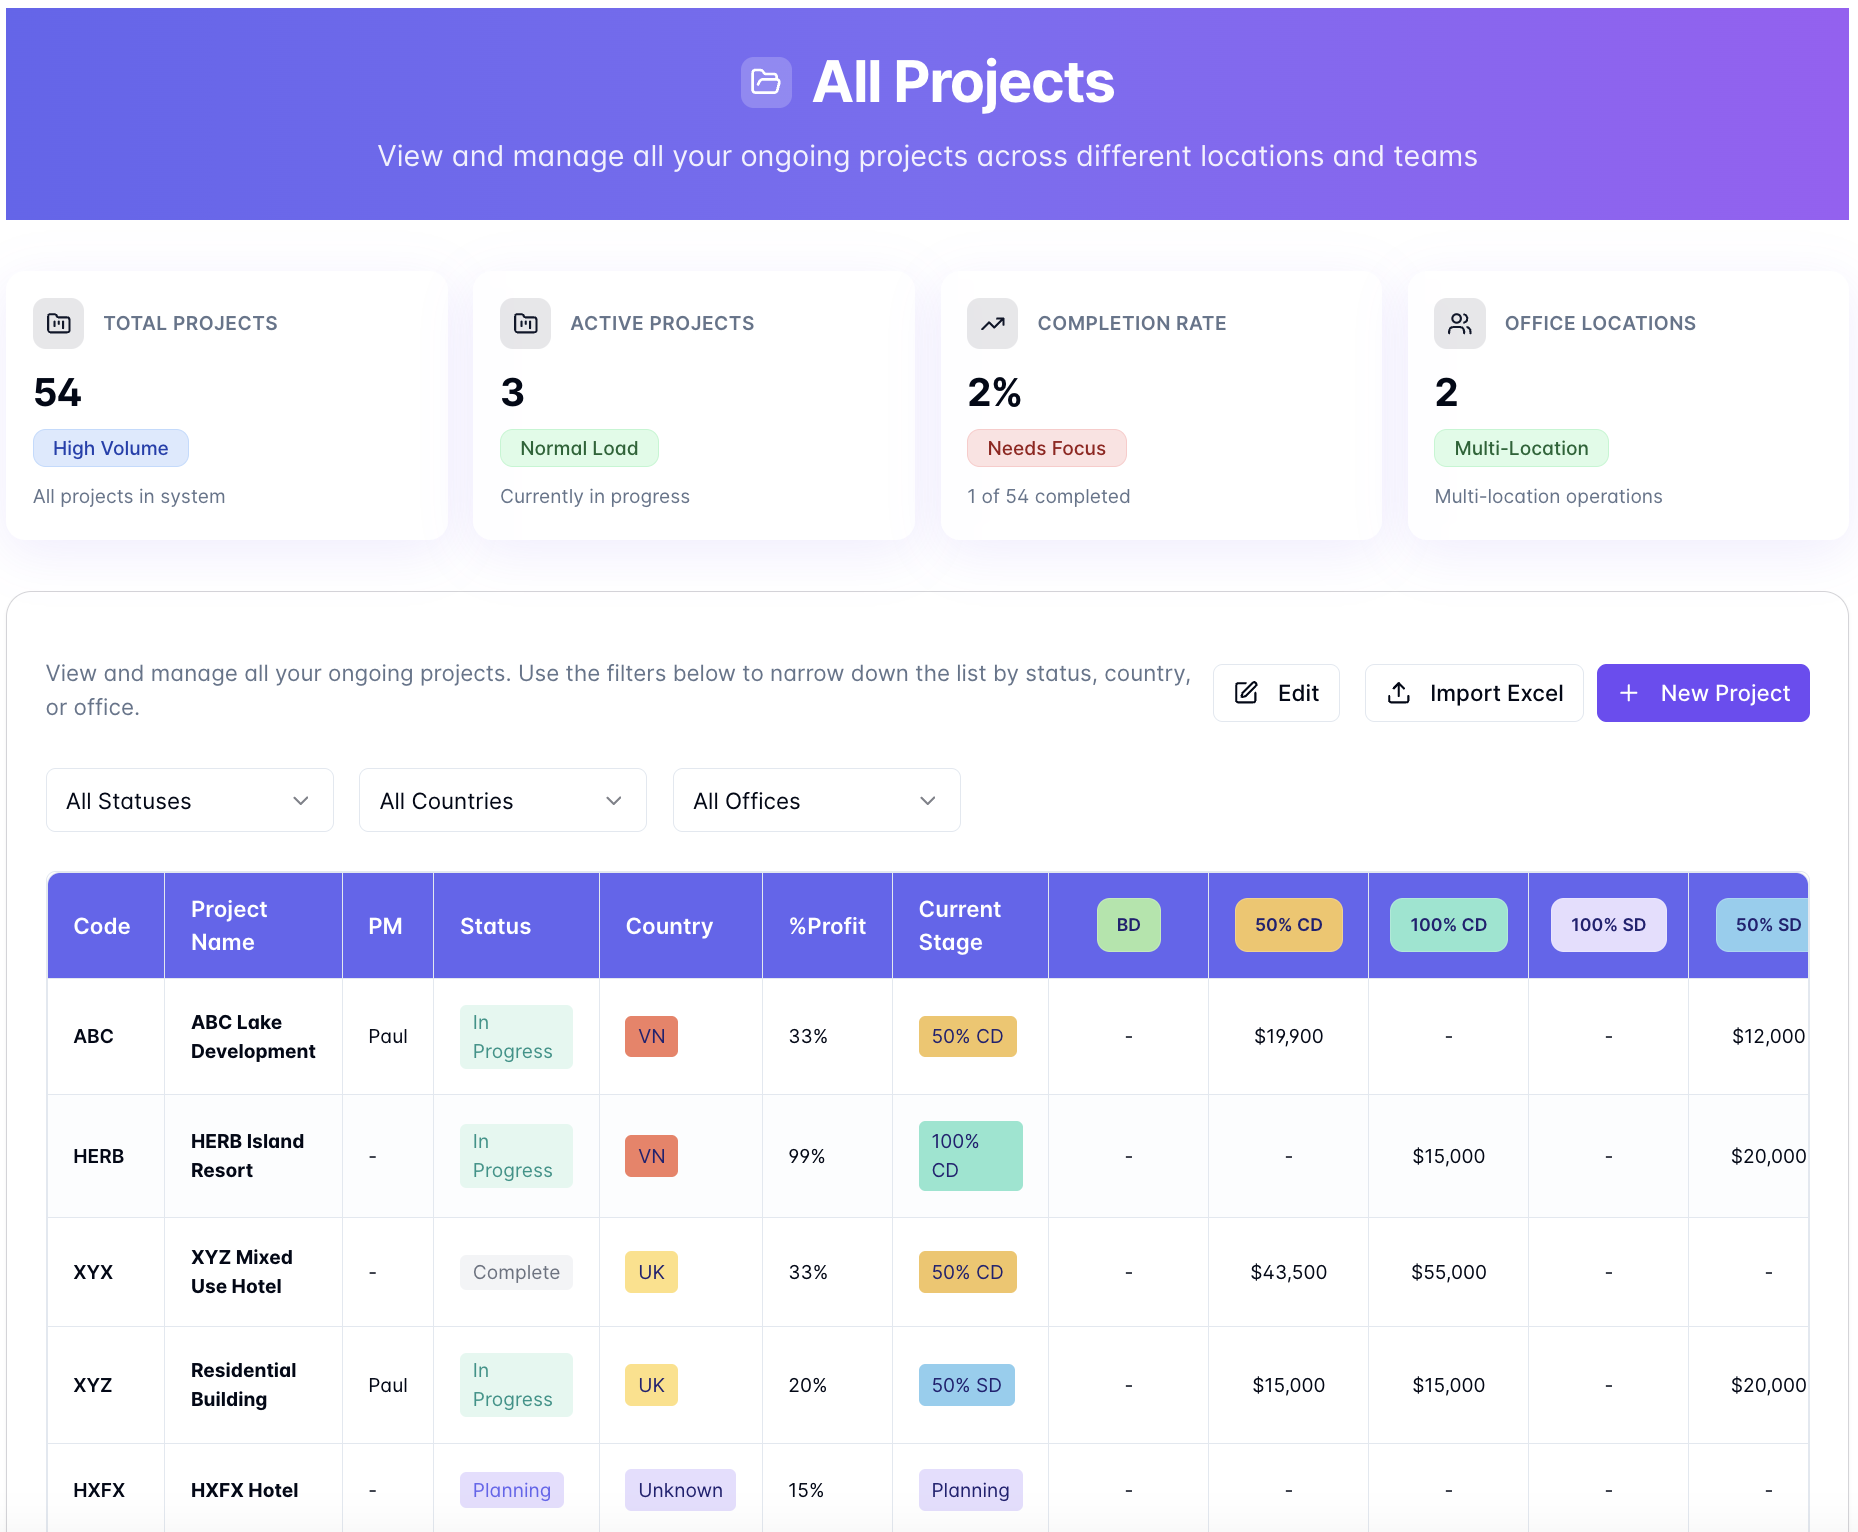 All Projects
View and manage all your ongoing projects across different locations and teams
TOTAL PROJECTS
54
High Volume
All projects in system
ACTIVE PROJECTS
3
Normal Load
Currently in progress
COMPLETION RATE
2%
Needs Focus
1 of 54 completed
OFFICE LOCATIONS
2
Multi-Location
Multi-location operations
View and manage all your ongoing projects. Use the filters below to narrow down the list by status, country,
or office.
Edit
Import Excel
New Project
All Statuses
All Countries
All Offices
Code
Project
Name
PM
Status
Country
%Profit
Current
Stage
BD
50% CD
100% CD
100% SD
50% SD
ABC
ABC Lake
Development
Paul
In
Progress
VN
33%
50% CD
-
$19,900
-
-
$12,000
HERB
HERB Island
Resort
-
In
Progress
VN
99%
100%
CD
-
-
$15,000
-
$20,000
XYX
XYZ Mixed
Use Hotel
-
Complete
UK
33%
50% CD
-
$43,500
$55,000
-
-
XYZ
Residential
Building
Paul
In
Progress
UK
20%
50% SD
-
$15,000
$15,000
-
$20,000
HXFX
HXFX Hotel
-
Planning
Unknown
15%
Planning
-
-
-
-
-